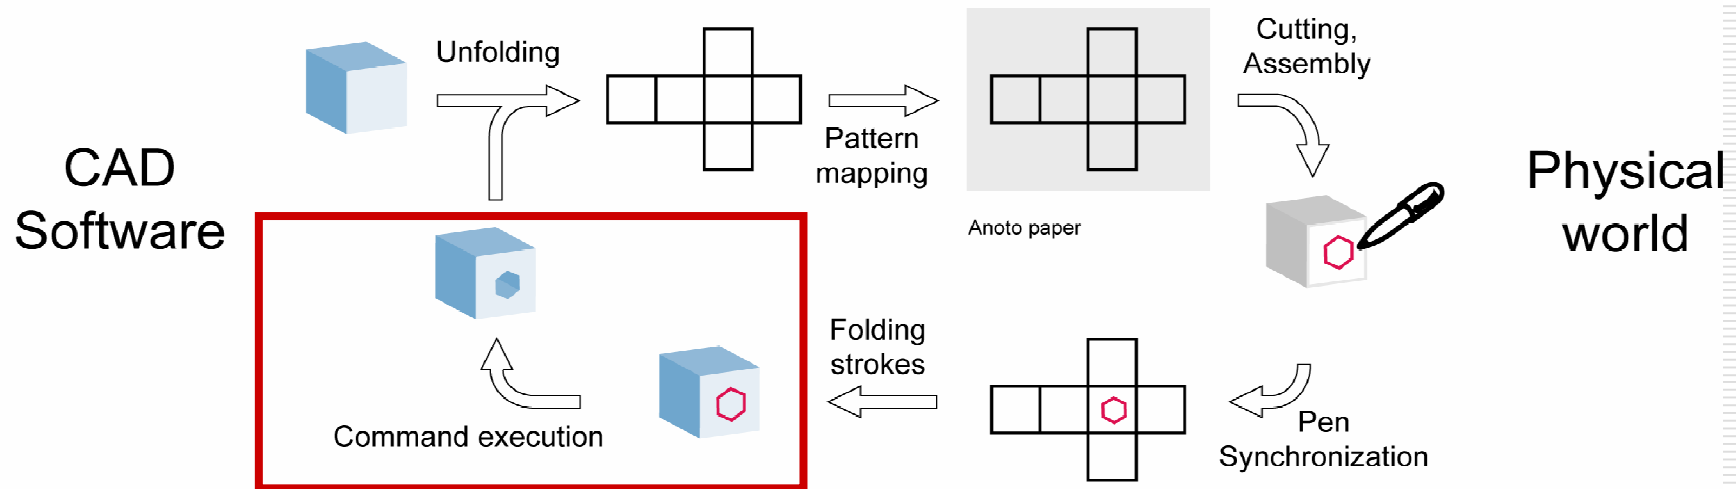 Unfolding
Cutting,
Assembly
Pattern
mapping
CAD
Software
Physical
world
Anoto paper
Folding
strokes
Command execution
Pen
Synchronization